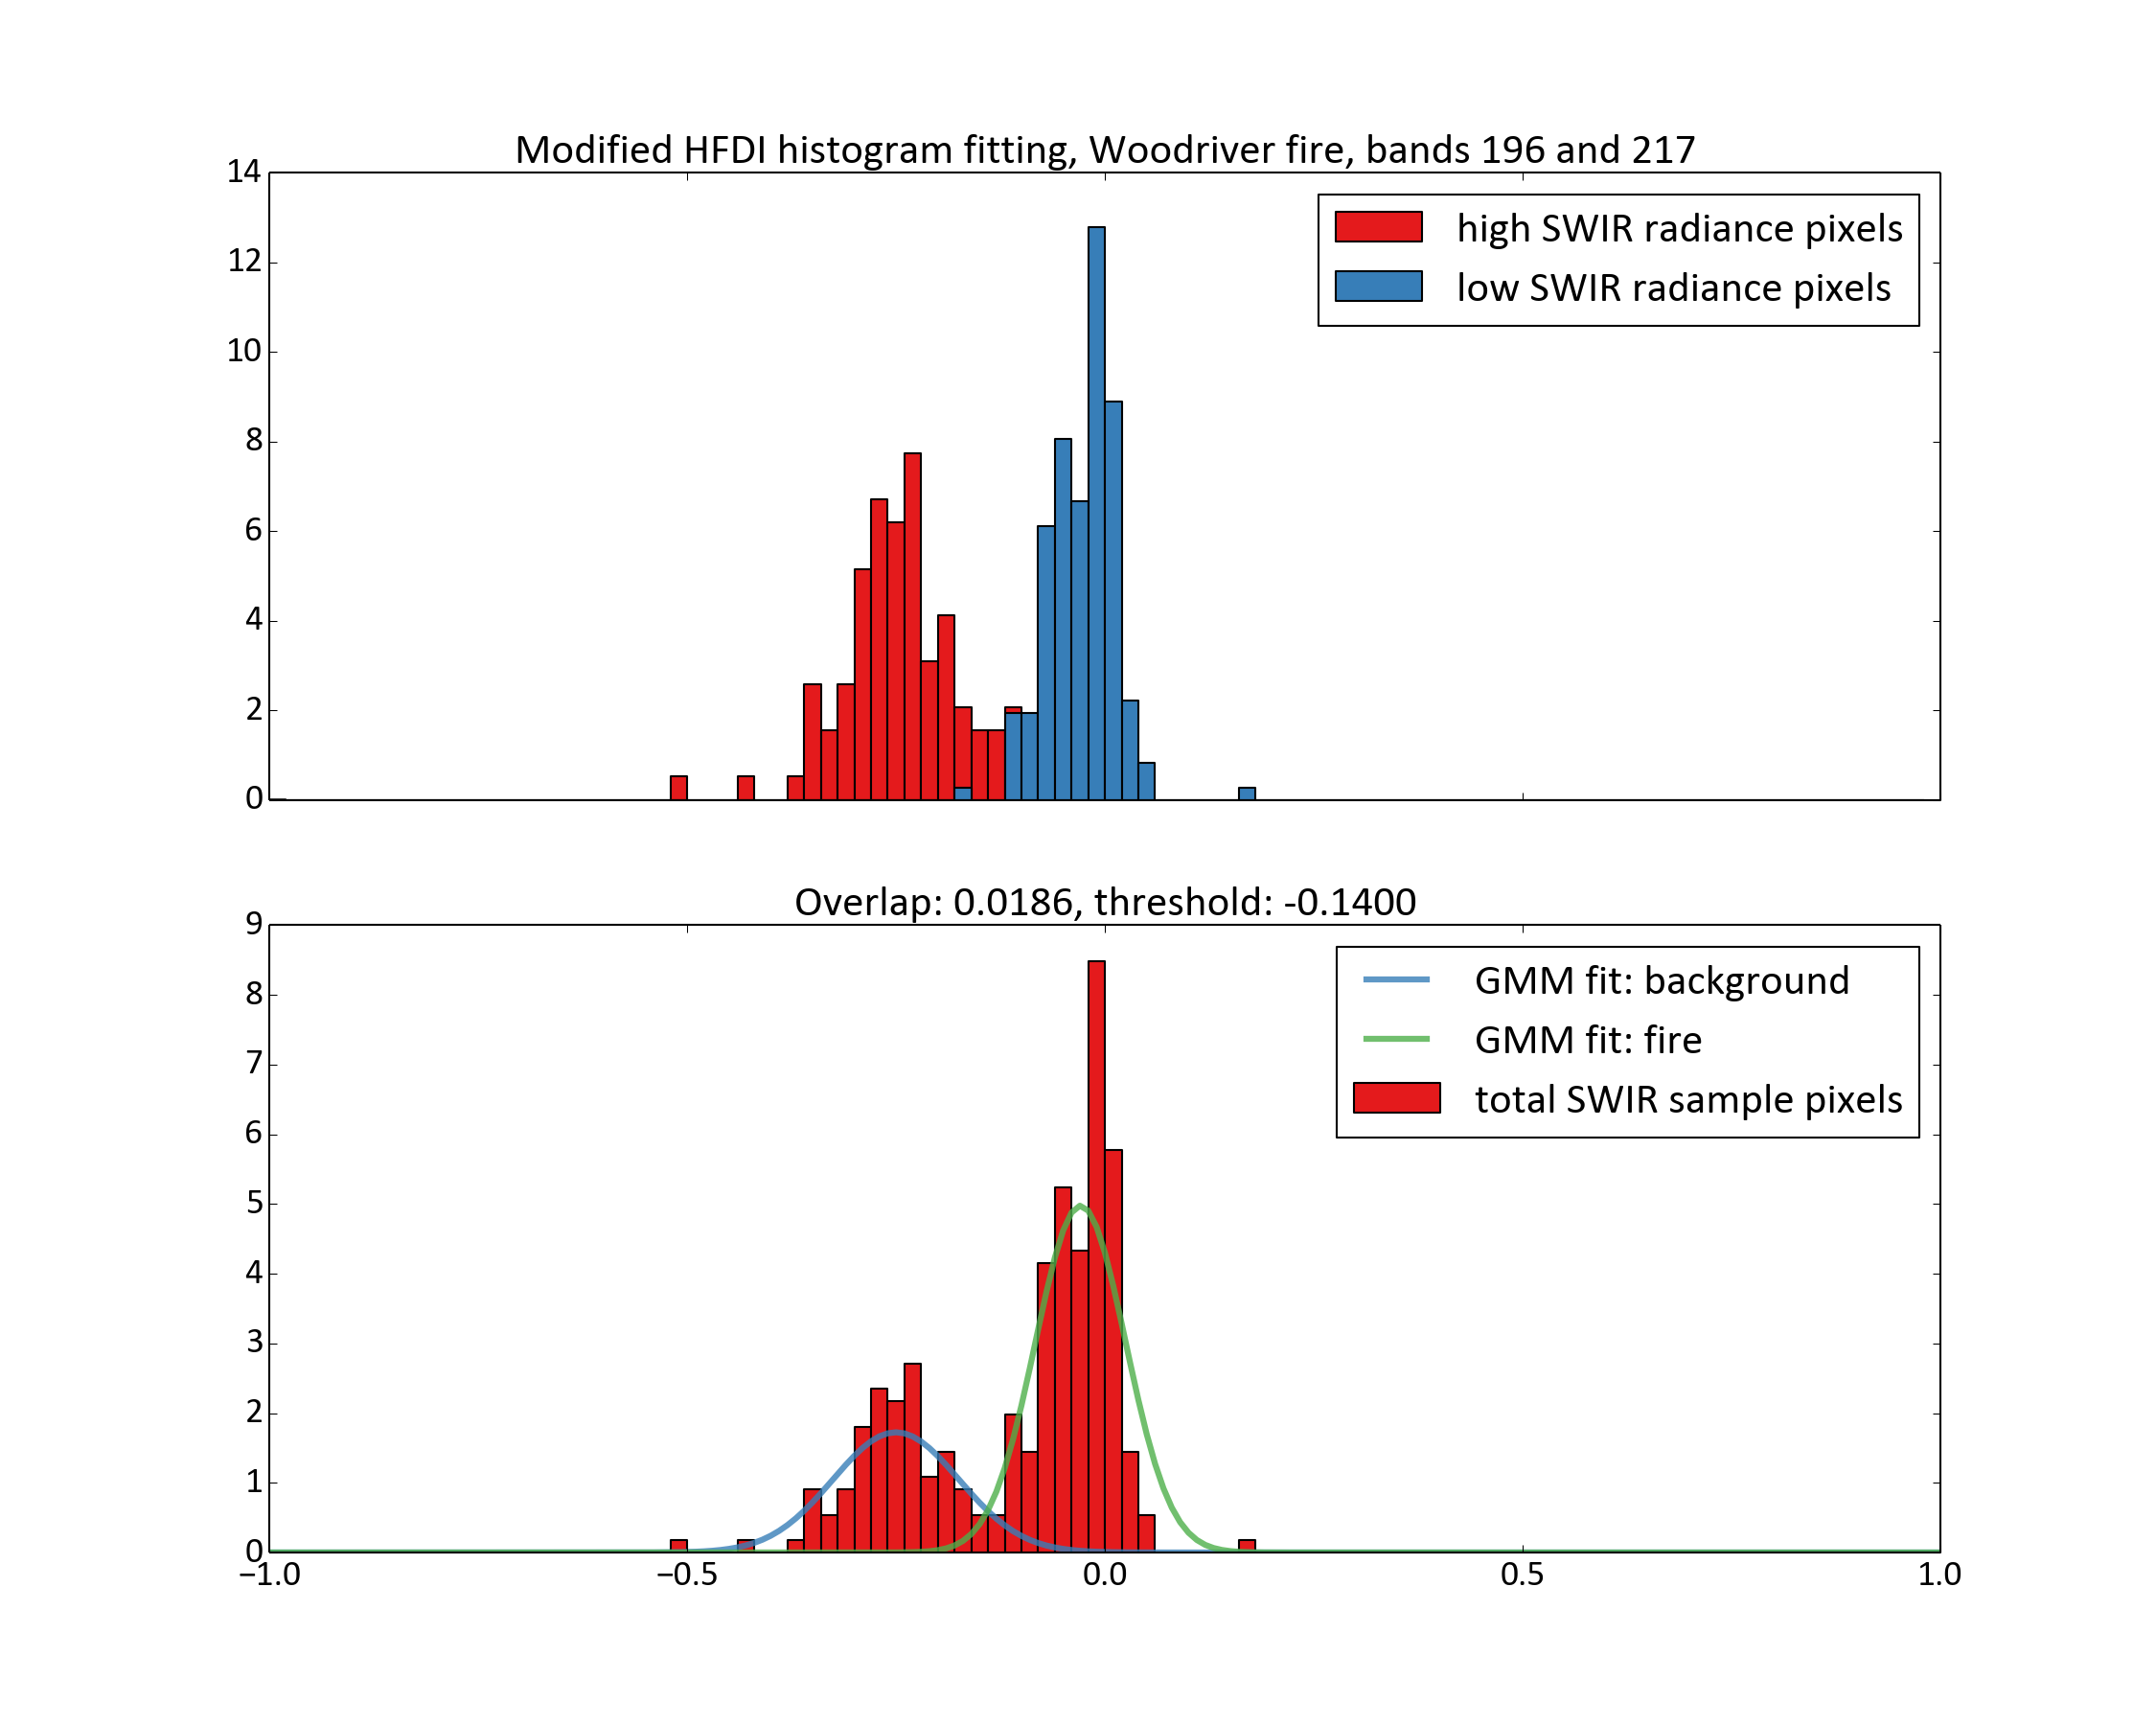 Modified HFDI histogram fitting, Woodriver fire, bands 196 and 217
14
12
10
8
6
4
2
0
high SWIR radiance pixels
low SWIR radiance pixels
Overlap: 0.0186, threshold: -0.1400
9
8
7
6
5
4
3
2
1
0
GMM fit: background
GMM fit: fire
total SWIR sample pixels
−1.0 −0.5 0.0 0.5 1.0